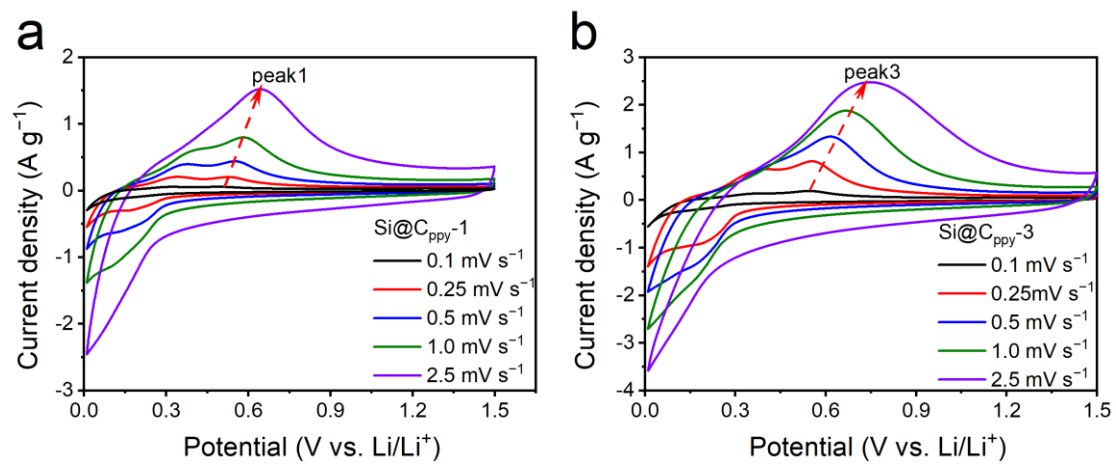 a
peak1
Current density (A g⁻¹)
2
1
0
-1
-2
-3
Si@Cppy-1
0.1 mV s⁻¹
0.25 mV s⁻¹
0.5 mV s⁻¹
1.0 mV s⁻¹
2.5 mV s⁻¹
0.0 0.3 0.6 0.9 1.2 1.5
Potential (V vs. Li/Li⁺)
b
peak3
Current density (A g⁻¹)
3
2
1
0
-1
-2
-3
-4
Si@Cppy-3
0.1 mV s⁻¹
0.25mV s⁻¹
0.5 mV s⁻¹
1.0 mV s⁻¹
2.5 mV s⁻¹
0.0 0.3 0.6 0.9 1.2 1.5
Potential (V vs. Li/Li⁺)